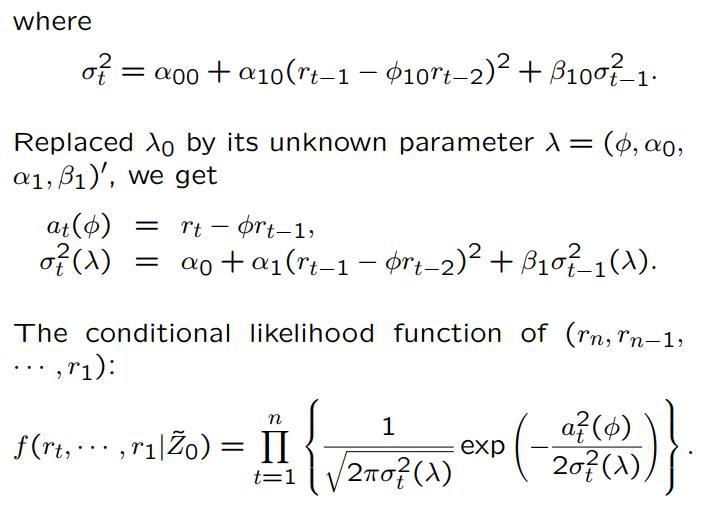 where
σ_t^2 = α_{00} + α_{10}(r_{t−1} − φ_{10}r_{t−2})^2 + β_{10}σ_{t−1}^2.
Replaced λ_0 by its unknown parameter λ = (φ, α_0,
α_1, β_1)′, we get
a_t(φ) = r_t − φr_{t−1},
σ_t^2(λ) = α_0 + α_1(r_{t−1} − φr_{t−2})^2 + β_1σ_{t−1}^2(λ).
The conditional likelihood function of (r_n, r_{n−1},
⋯, r_1):
f(r_t, ⋯, r_1|Z̃_0) = ∏_{t=1}^{n} { \frac{1}{\sqrt{2πσ_t^2(λ)}} exp ( −\frac{a_t^2(φ)}{2σ_t^2(λ)} ) }.